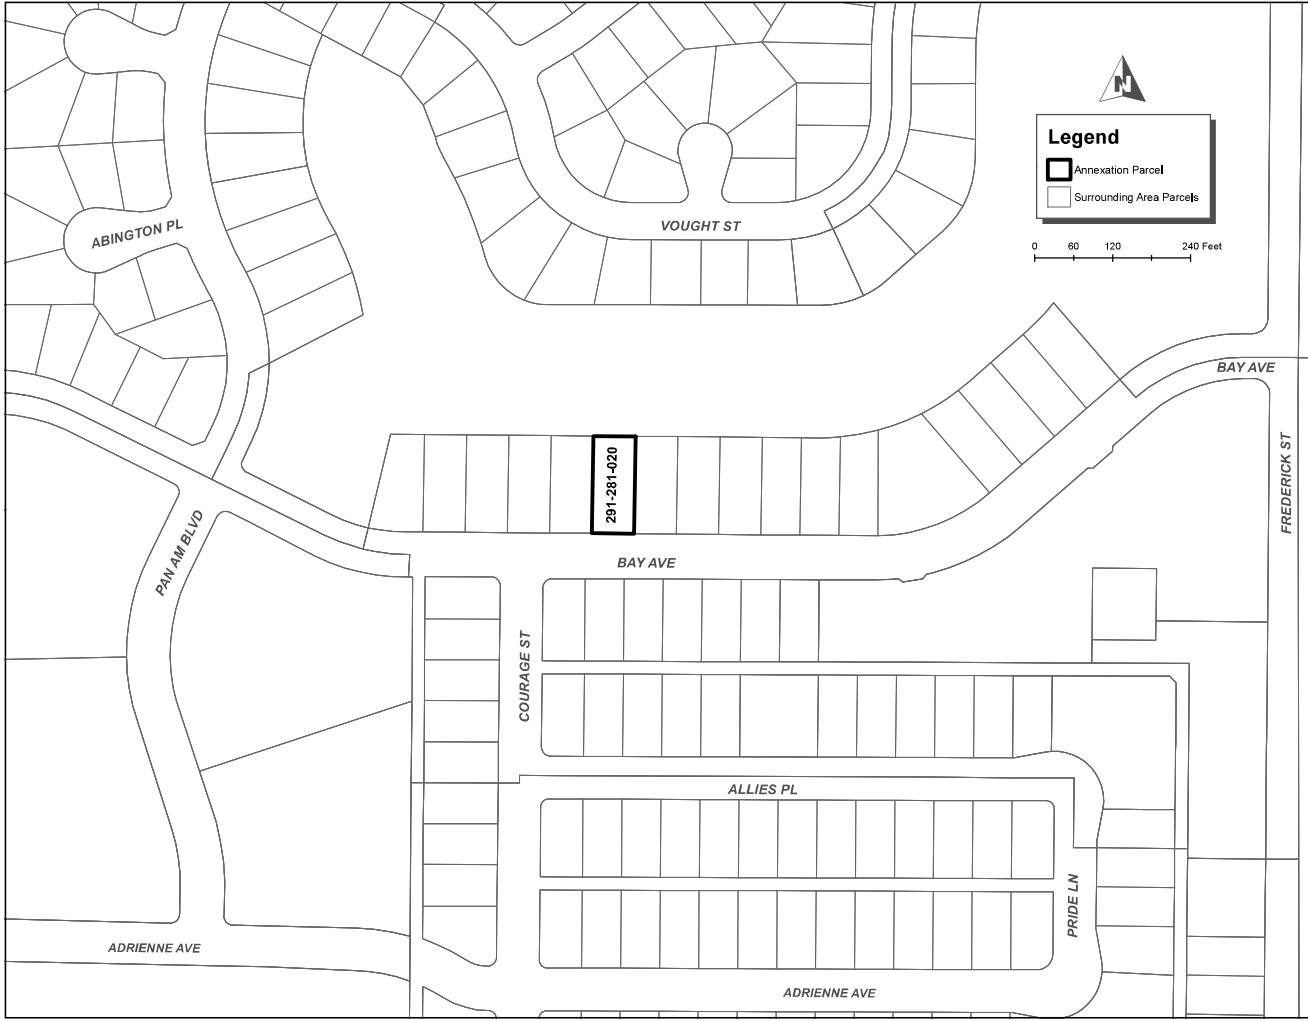 N
Legend
Annexation Parcel
Surrounding Area Parcels
0 60 120 240 Feet
VOUGHT ST
ABINGTON PL
BAY AVE
FREDERICK ST
291-281-020
PAN AM BLVD
BAY AVE
COURAGE ST
ALLIES PL
PRIDE LN
ADRIENNE AVE
ADRIENNE AVE